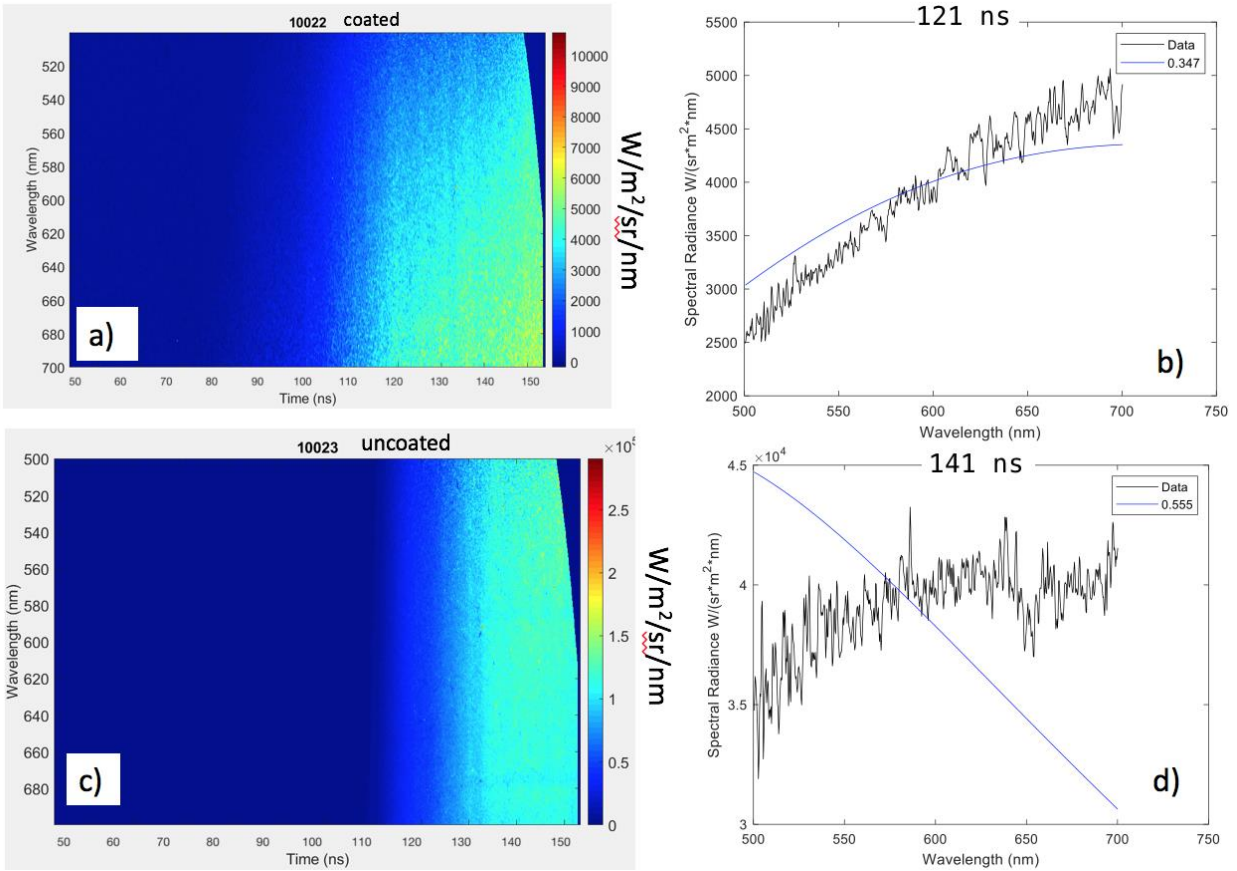 10022 coated
520
540
560
580
600
620
640
660
680
700
Wavelength (nm)
50 60 70 80 90 100 110 120 130 140 150
Time (ns)
10000
9000
8000
7000
6000
5000
4000
3000
2000
1000
0
W/m²/sr/nm
a)
121 ns
5500
5000
4500
4000
3500
3000
2500
2000
Spectral Radiance W/(sr*m²*nm)
Data
0.347
500 550 600 650 700 750
Wavelength (nm)
b)
10023 uncoated
×10⁵
500
520
540
560
580
600
620
640
660
680
Wavelength (nm)
50 60 70 80 90 100 110 120 130 140 150
Time (ns)
2.5
2
1.5
1
0.5
0
W/m²/sr/nm
c)
141 ns
×10⁴
4.5
4
3.5
3
Spectral Radiance W/(sr*m²*nm)
Data
0.555
500 550 600 650 700 750
Wavelength (nm)
d)